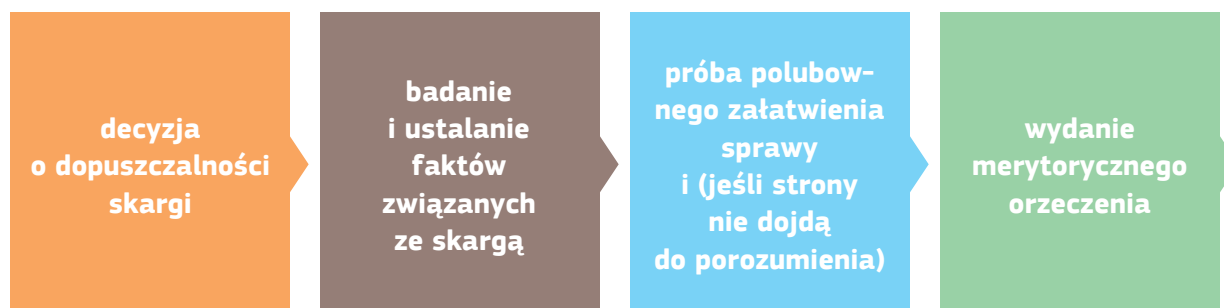 decyzja
o dopuszczalności
skargi
badanie
i ustalanie
faktów
związanych
ze skargą
próba polubow-
nego załatwienia
sprawy
i (jeśli strony
nie dojdą
do porozumienia)
wydanie
merytorycznego
orzeczenia